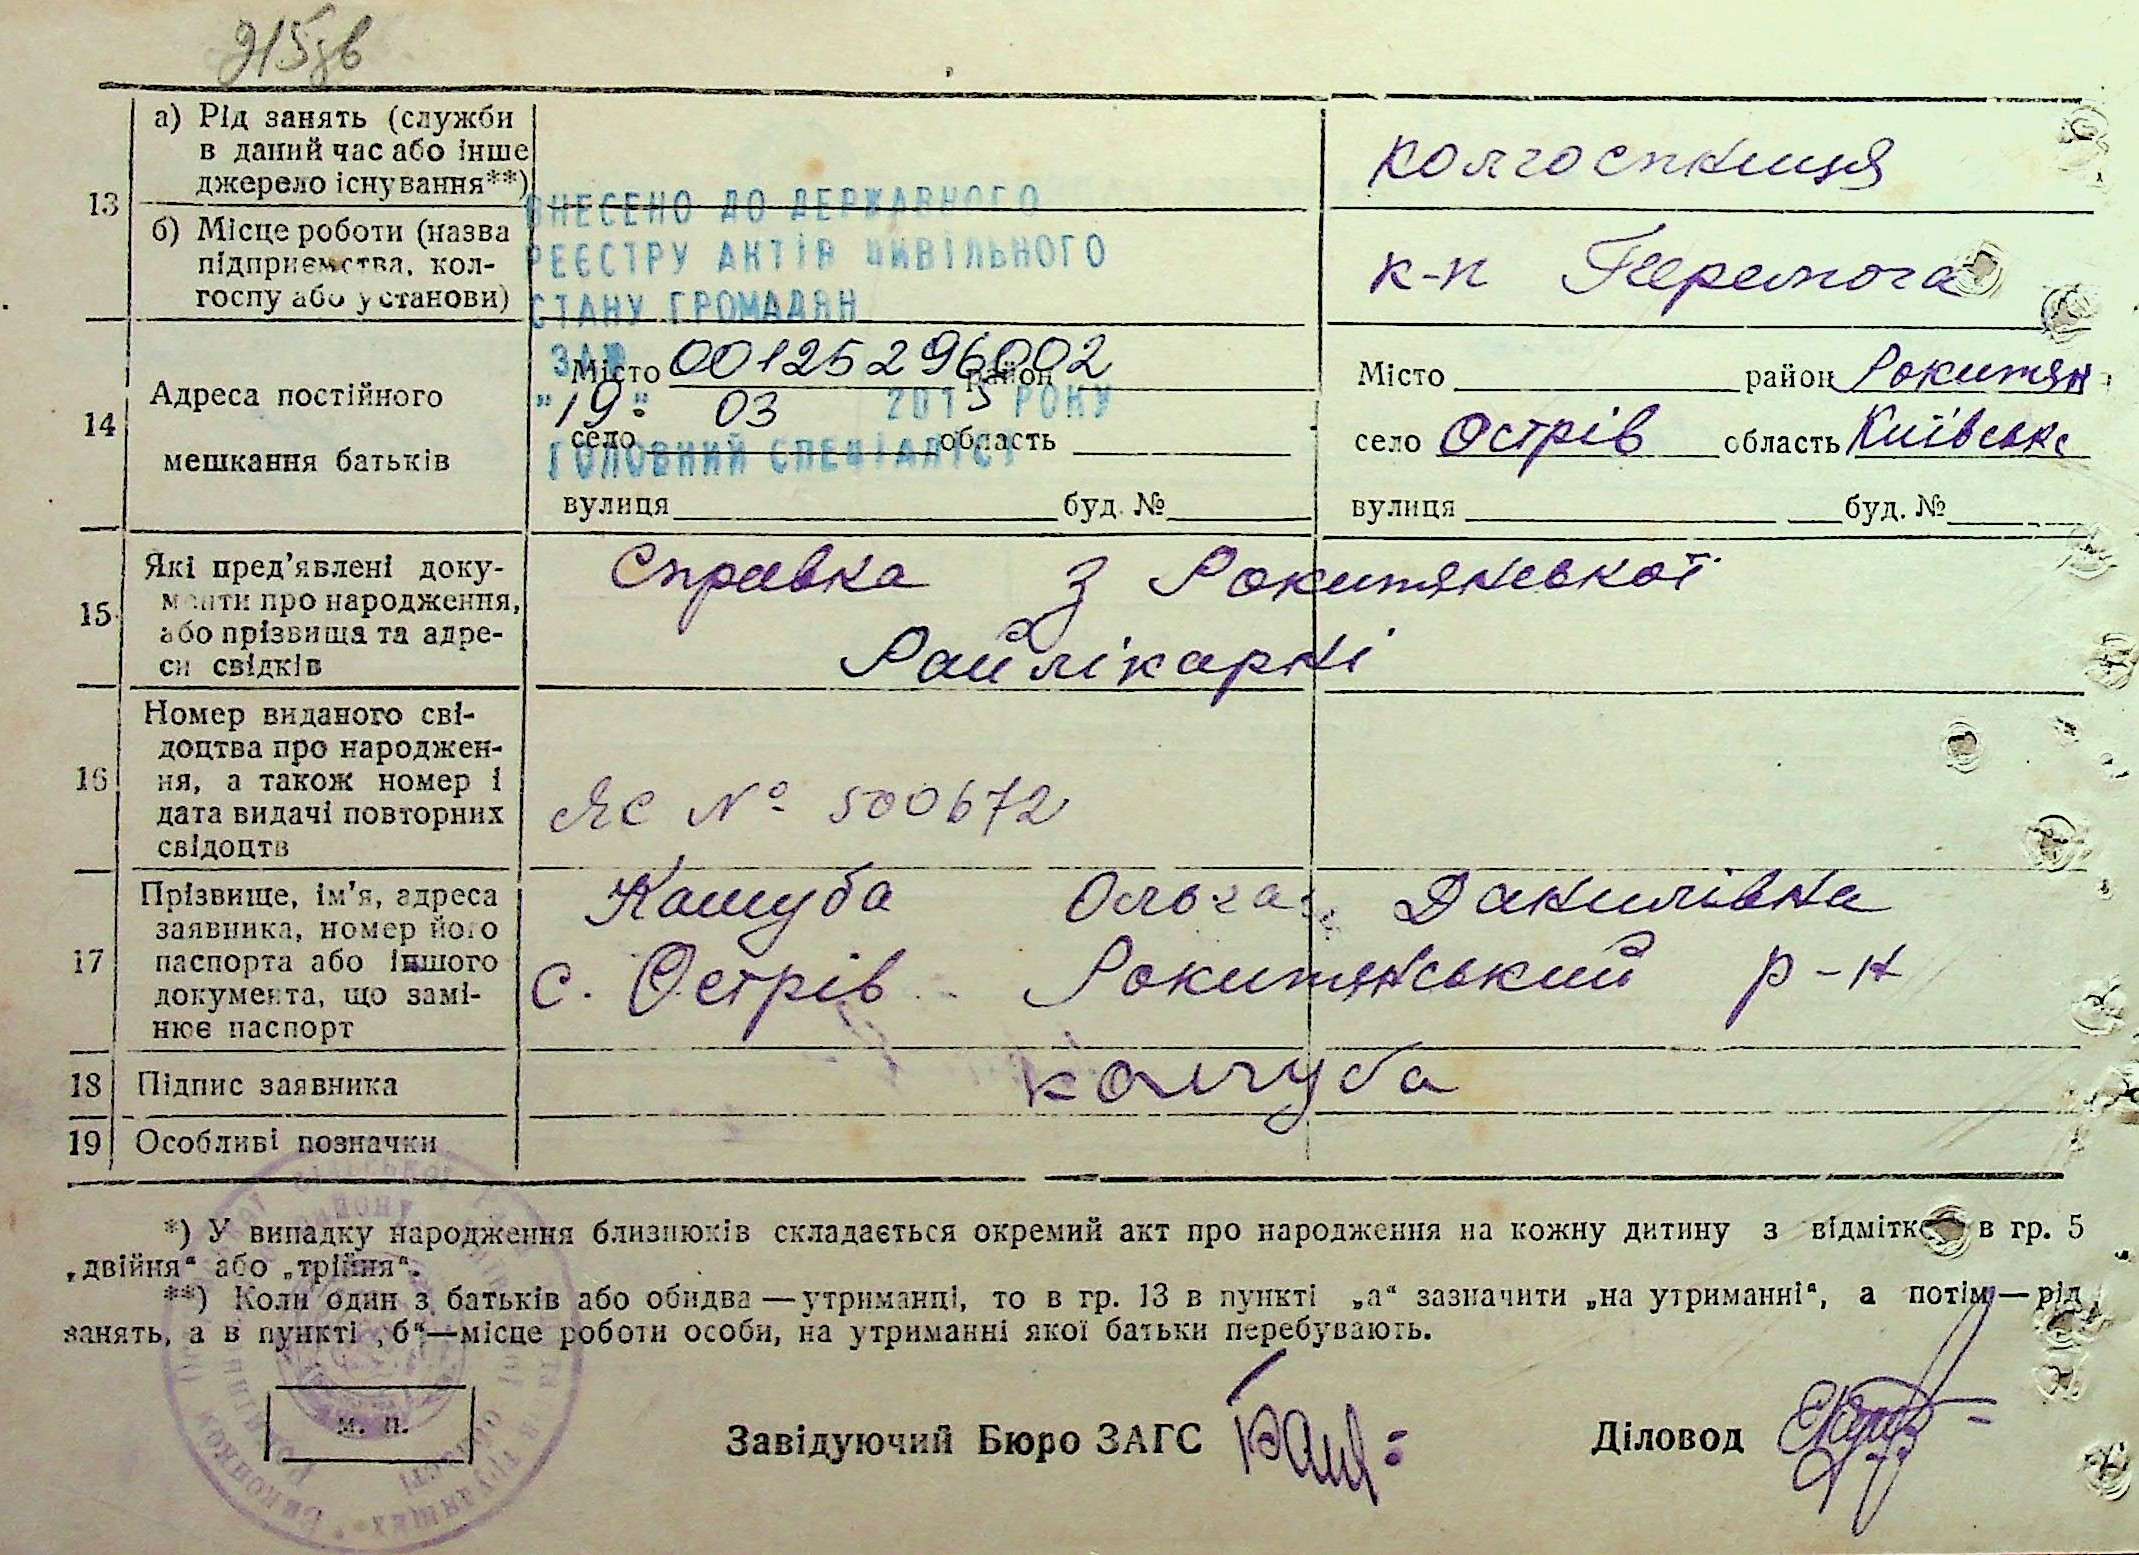 13
а) Рід занять (служби
в даний час або інше
джерело існування**)
колгоспниця
б) Місце роботи (назва
підприємства, кол-
госпу або установи)
к-п Перемога
ВНЕСЕНО ДО ДЕРЖАВНОГО
РЕЄСТРУ АКТІВ ЦИВІЛЬНОГО
СТАНУ ГРОМАДЯН
ЗА № 00125296002
"19" 03 2015 РОКУ
ГОЛОВНИЙ СПЕЦІАЛІСТ
14
Адреса постійного
мешкання батьків
Місто район
село область
вулиця буд. №
Місто район Рокитян
село Острів область Київськ
вулиця буд. №
15
Які пред'явлені доку-
менти про народження,
або прізвища та адре-
си свідків
Справка з Рокитянської
Райлікарні
16
Номер виданого сві-
доцтва про народжен-
ня, а також номер і
дата видачі повторних
свідоцтв
ЯС № 500672
17
Прізвище, ім'я, адреса
заявника, номер його
паспорта або іншого
документа, що замі-
нює паспорт
Кашуба Ольга Данилівна
с. Острів Рокитянський р-н
18 Підпис заявника
кашуба
19 Особливі позначки
*) У випадку народження близнюків складається окремий акт про народження на кожну дитину з відміткою в гр. 5
„двійня“ або „трійня“.
**) Коли один з батьків або обидва — утриманці, то в гр. 13 в пункті „а“ зазначити „на утриманні“, а потім — рід
занять, а в пункті „б“ — місце роботи особи, на утриманні якої батьки перебувають.
м. п.
Завідуючий Бюро ЗАГС
Діловод